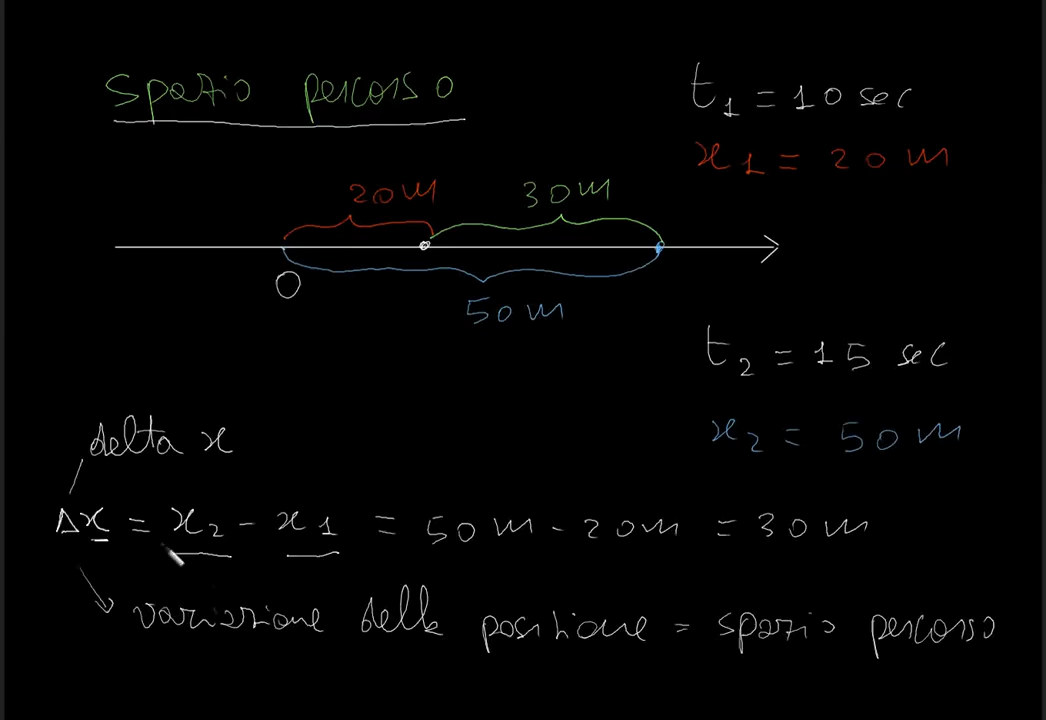 spazio percorso
t₁ = 10 sec
x1 = 20 m
20 m
30 m
O
50 m
t₂ = 15 sec
x₂ = 50 m
delta x
Δx = x₂ - x₁ = 50 m - 20 m = 30 m
variazione della posizione = spazio percorso